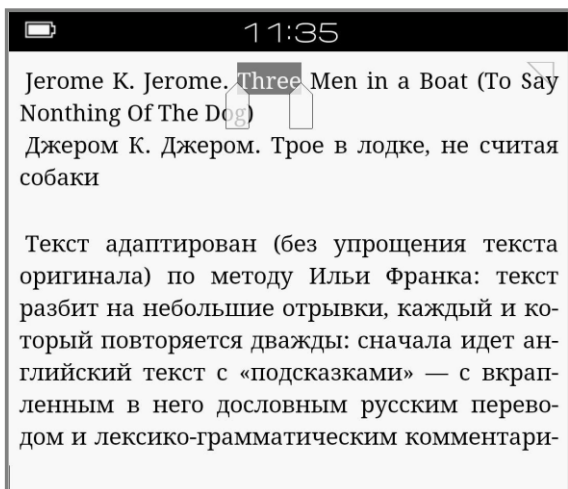 11:35
Jerome K. Jerome. Three Men in a Boat (To Say
Nonthing Of The Dog)
Джером К. Джером. Трое в лодке, не считая
собаки
Текст адаптирован (без упрощения текста
оригинала) по методу Ильи Франка: текст
разбит на небольшие отрывки, каждый и ко-
торый повторяется дважды: сначала идет ан-
глийский текст с «подсказками» — с вкрап-
ленным в него дословным русским перево-
дом и лексико-грамматическим комментари-